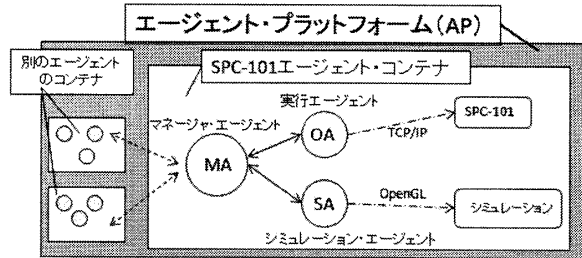 エージェント・プラットフォーム(AP)
別のエージェント
のコンテナ
SPC-101エージェント・コンテナ
実行エージェント
マネージャ・エージェント
OA
TCP/IP
SPC-101
MA
SA
OpenGL
シミュレーション
シミュレーション・エージェント